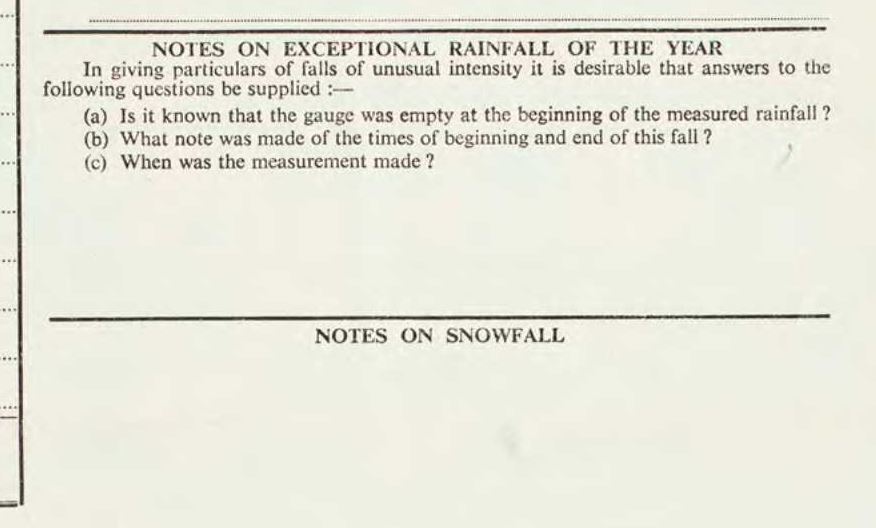 NOTES ON EXCEPTIONAL RAINFALL OF THE YEAR
In giving particulars of falls of unusual intensity it is desirable that answers to the
following questions be supplied :—
(a) Is it known that the gauge was empty at the beginning of the measured rainfall ?
(b) What note was made of the times of beginning and end of this fall ?
(c) When was the measurement made ?
NOTES ON SNOWFALL